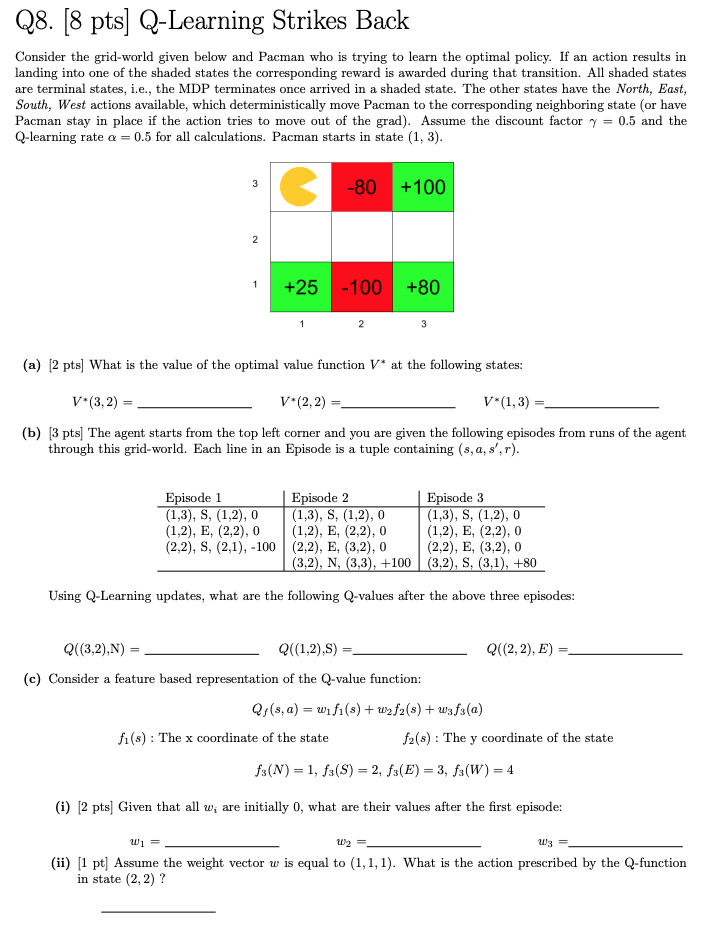 Q8. [8 pts] Q-Learning Strikes Back
Consider the grid-world given below and Pacman who is trying to learn the optimal policy. If an action results in
landing into one of the shaded states the corresponding reward is awarded during that transition. All shaded states
are terminal states, i.e., the MDP terminates once arrived in a shaded state. The other states have the North, East,
South, West actions available, which deterministically move Pacman to the corresponding neighboring state (or have
Pacman stay in place if the action tries to move out of the grad). Assume the discount factor γ = 0.5 and the
Q-learning rate α = 0.5 for all calculations. Pacman starts in state (1, 3).
3 -80 +100
2
1 +25 -100 +80
1 2 3
(a) [2 pts] What is the value of the optimal value function V* at the following states:
V*(3, 2) = V*(2, 2) = V*(1, 3) =
(b) [3 pts] The agent starts from the top left corner and you are given the following episodes from runs of the agent
through this grid-world. Each line in an Episode is a tuple containing (s, a, s′, r).
Episode 1 Episode 2 Episode 3
(1,3), S, (1,2), 0 (1,3), S, (1,2), 0 (1,3), S, (1,2), 0
(1,2), E, (2,2), 0 (1,2), E, (2,2), 0 (1,2), E, (2,2), 0
(2,2), S, (2,1), -100 (2,2), E, (3,2), 0 (2,2), E, (3,2), 0
(3,2), N, (3,3), +100 (3,2), S, (3,1), +80
Using Q-Learning updates, what are the following Q-values after the above three episodes:
Q((3,2),N) = Q((1,2),S) = Q((2, 2), E) =
(c) Consider a feature based representation of the Q-value function:
Qf(s, a) = w1f1(s) + w2f2(s) + w3f3(a)
f1(s) : The x coordinate of the state f2(s) : The y coordinate of the state
f3(N) = 1, f3(S) = 2, f3(E) = 3, f3(W) = 4
(i) [2 pts] Given that all wi are initially 0, what are their values after the first episode:
w1 = w2 = w3 =
(ii) [1 pt] Assume the weight vector w is equal to (1, 1, 1). What is the action prescribed by the Q-function
in state (2, 2) ?